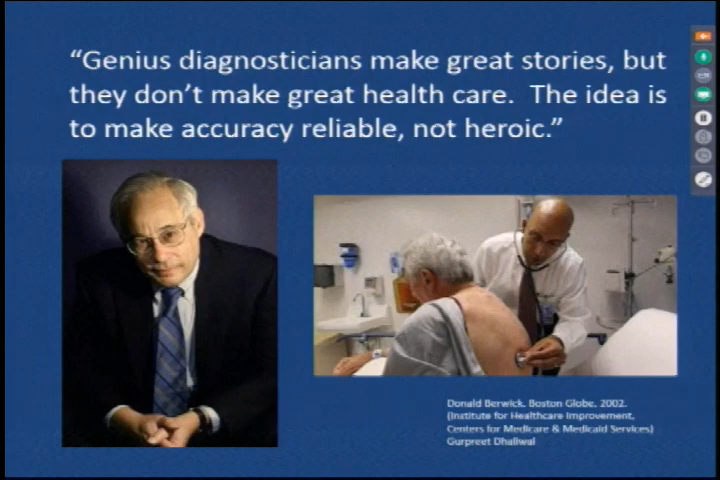 “Genius diagnosticians make great stories, but
they don’t make great health care. The idea is
to make accuracy reliable, not heroic.”
Donald Berwick. Boston Globe, 2002.
(Institute for Healthcare Improvement,
Centers for Medicare & Medicaid Services)
Gurpreet Dhaliwal